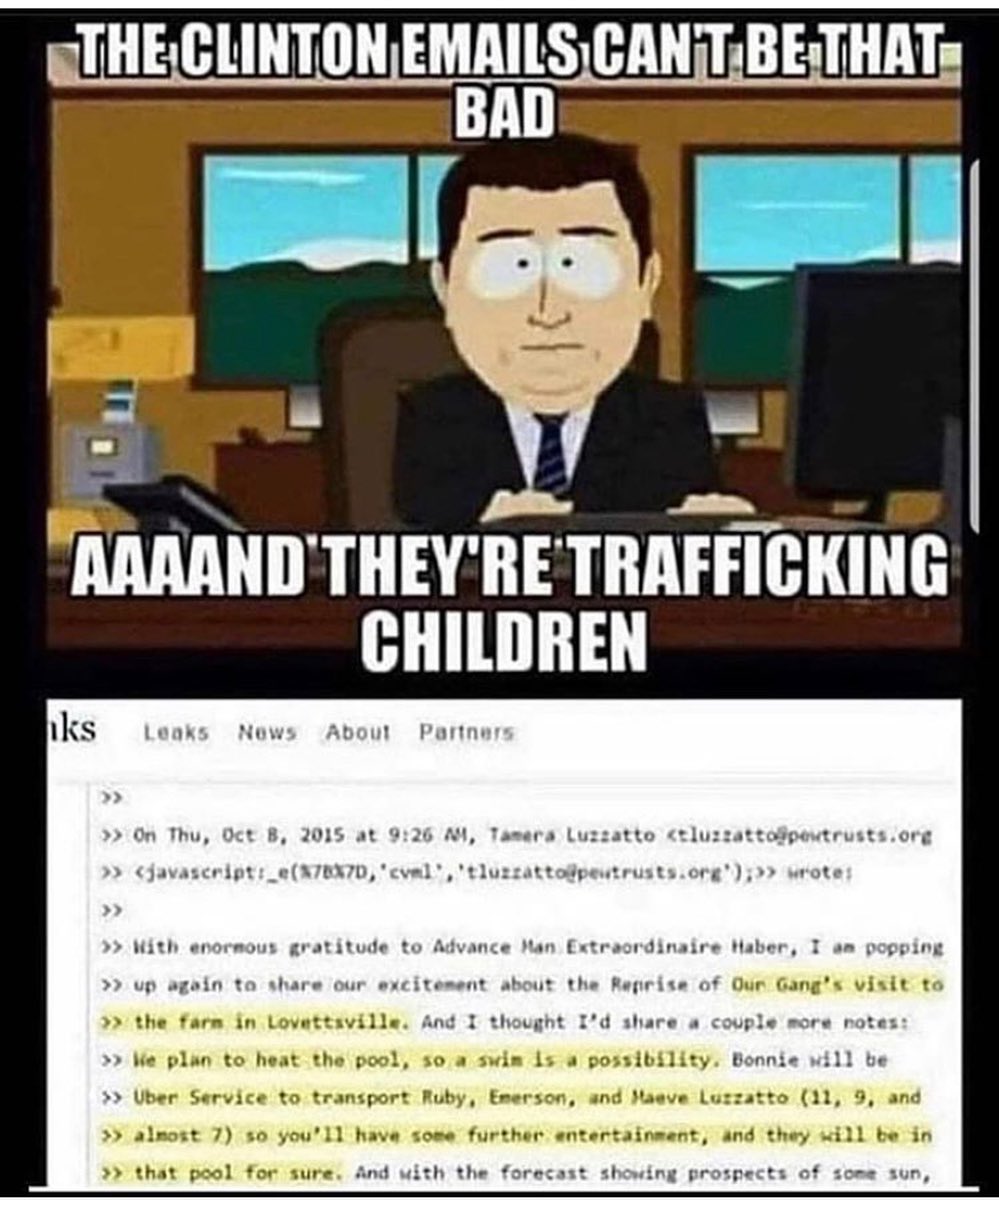 THE CLINTON EMAILS CAN'T BE THAT
BAD
AAAAND THEY'RE TRAFFICKING
CHILDREN
ıks Leaks News About Partners
>>
>> On Thu, Oct 8, 2015 at 9:26 AM, Tamera Luzzatto <tluzzatto@pewtrusts.org
>> <javascript:_e(%7B%7D,'cvml','tluzzatto@pewtrusts.org');>> wrote:
>>
>> With enormous gratitude to Advance Man Extraordinaire Haber, I am popping
>> up again to share our excitement about the Reprise of Our Gang's visit to
>> the farm in Lovettsville. And I thought I'd share a couple more notes:
>> We plan to heat the pool, so a swim is a possibility. Bonnie will be
>> Uber Service to transport Ruby, Emerson, and Maeve Luzzatto (11, 9, and
>> almost 7) so you'll have some further entertainment, and they will be in
>> that pool for sure. And with the forecast showing prospects of some sun,